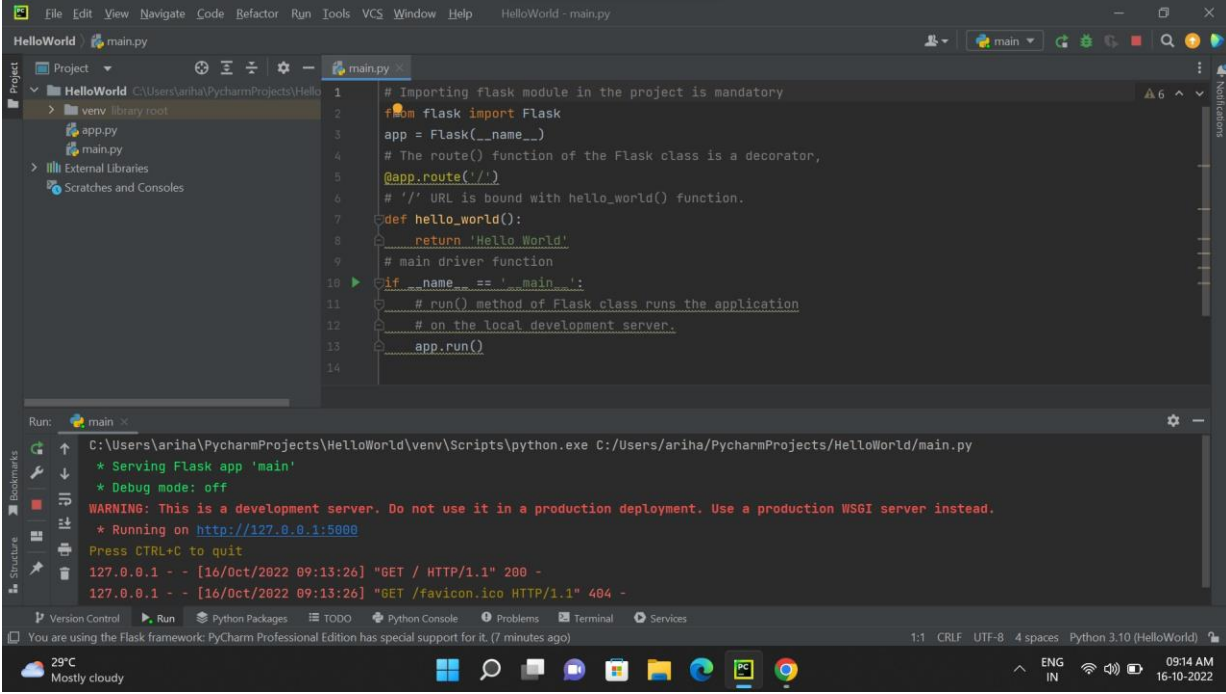 PC File Edit View Navigate Code Refactor Run Tools VCS Window Help HelloWorld - main.py
HelloWorld main.py main
Project main.py
Project
HelloWorld C:\Users\ariha\PycharmProjects\Hello
venv library root
app.py
main.py
External Libraries
Scratches and Consoles
1 # Importing flask module in the project is mandatory
2 from flask import Flask
3 app = Flask(__name__)
4 # The route() function of the Flask class is a decorator,
5 @app.route('/')
6 # ‘/’ URL is bound with hello_world() function.
7 def hello_world():
8 return 'Hello World'
9 # main driver function
10 if __name__ == '__main__':
11 # run() method of Flask class runs the application
12 # on the local development server.
13 app.run()
14
6
Notifications
Run: main
C:\Users\ariha\PycharmProjects\HelloWorld\venv\Scripts\python.exe C:/Users/ariha/PycharmProjects/HelloWorld/main.py
* Serving Flask app 'main'
* Debug mode: off
WARNING: This is a development server. Do not use it in a production deployment. Use a production WSGI server instead.
* Running on http://127.0.0.1:5000
Press CTRL+C to quit
127.0.0.1 - - [16/Oct/2022 09:13:26] "GET / HTTP/1.1" 200 -
127.0.0.1 - - [16/Oct/2022 09:13:26] "GET /favicon.ico HTTP/1.1" 404 -
Bookmarks
Structure
Version Control Run Python Packages TODO Python Console Problems Terminal Services
You are using the Flask framework: PyCharm Professional Edition has special support for it. (7 minutes ago) 1:1 CRLF UTF-8 4 spaces Python 3.10 (HelloWorld)
29°C
Mostly cloudy
PC
ENG
IN
09:14 AM
16-10-2022